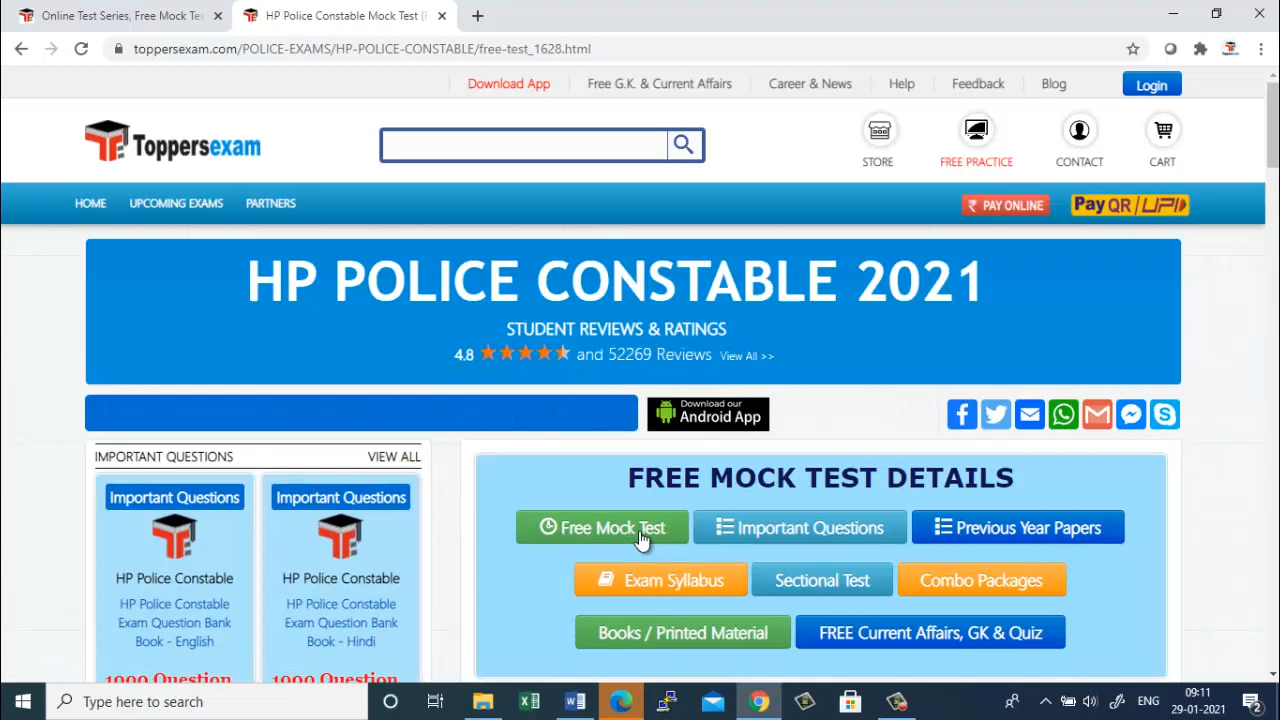 Online Test Series, Free Mock Tes
HP Police Constable Mock Test (F
toppersexam.com/POLICE-EXAMS/HP-POLICE-CONSTABLE/free-test_1628.html
Download App
Free G.K. & Current Affairs
Career & News
Help
Feedback
Blog
Login
Toppersexam
STORE
FREE PRACTICE
CONTACT
CART
HOME
UPCOMING EXAMS
PARTNERS
₹ PAY ONLINE
Pay QR/UPI
HP POLICE CONSTABLE 2021
STUDENT REVIEWS & RATINGS
4.8 and 52269 Reviews View All >>
Download our
Android App
IMPORTANT QUESTIONS
VIEW ALL
Important Questions
HP Police Constable
HP Police Constable
Exam Question Bank
Book - English
1000 Question
Important Questions
HP Police Constable
HP Police Constable
Exam Question Bank
Book - Hindi
1000 Question
FREE MOCK TEST DETAILS
Free Mock Test
Important Questions
Previous Year Papers
Exam Syllabus
Sectional Test
Combo Packages
Books / Printed Material
FREE Current Affairs, GK & Quiz
Type here to search
ENG
09:11
29-01-2021
2